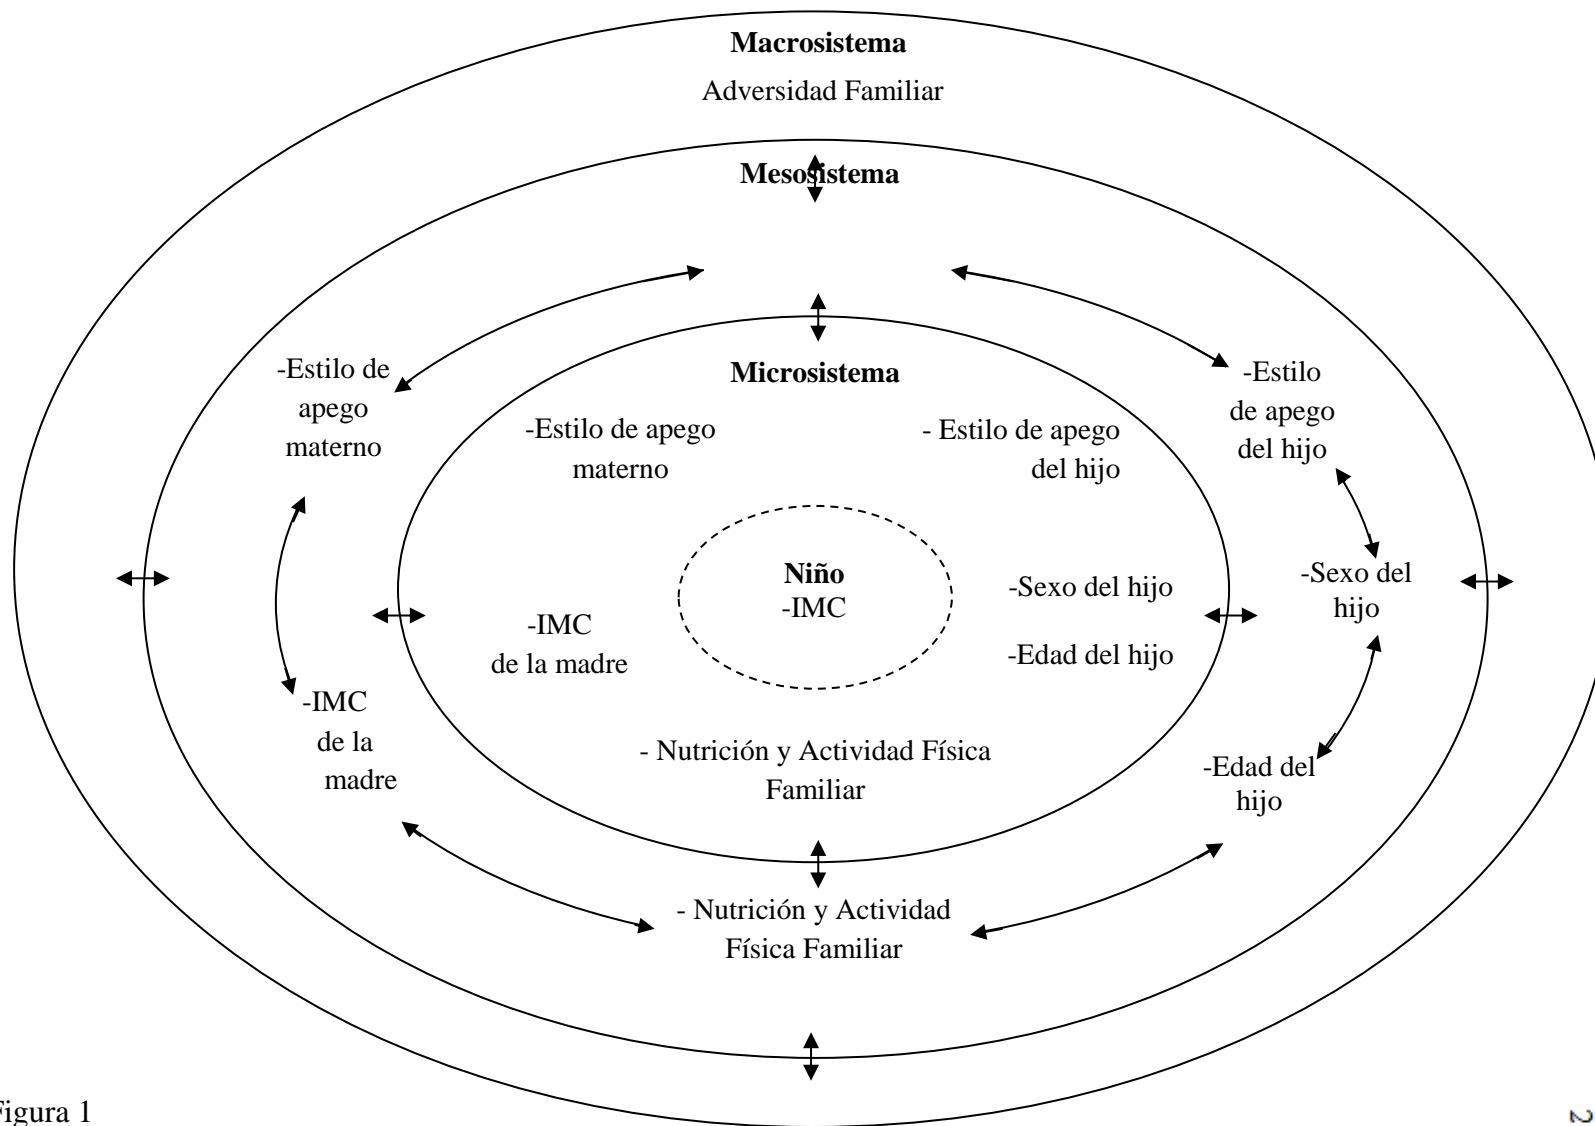 Macrosistema
Adversidad Familiar
Mesosistema
-Estilo de
apego
materno
-Estilo
de apego
del hijo
Microsistema
-Estilo de apego
materno
- Estilo de apego
del hijo
Niño
-IMC
-Sexo del hijo
-Edad del hijo
-IMC
de la madre
-Sexo del
hijo
-IMC
de la
madre
- Nutrición y Actividad Física
Familiar
-Edad del
hijo
- Nutrición y Actividad
Física Familiar
Figura 1
2